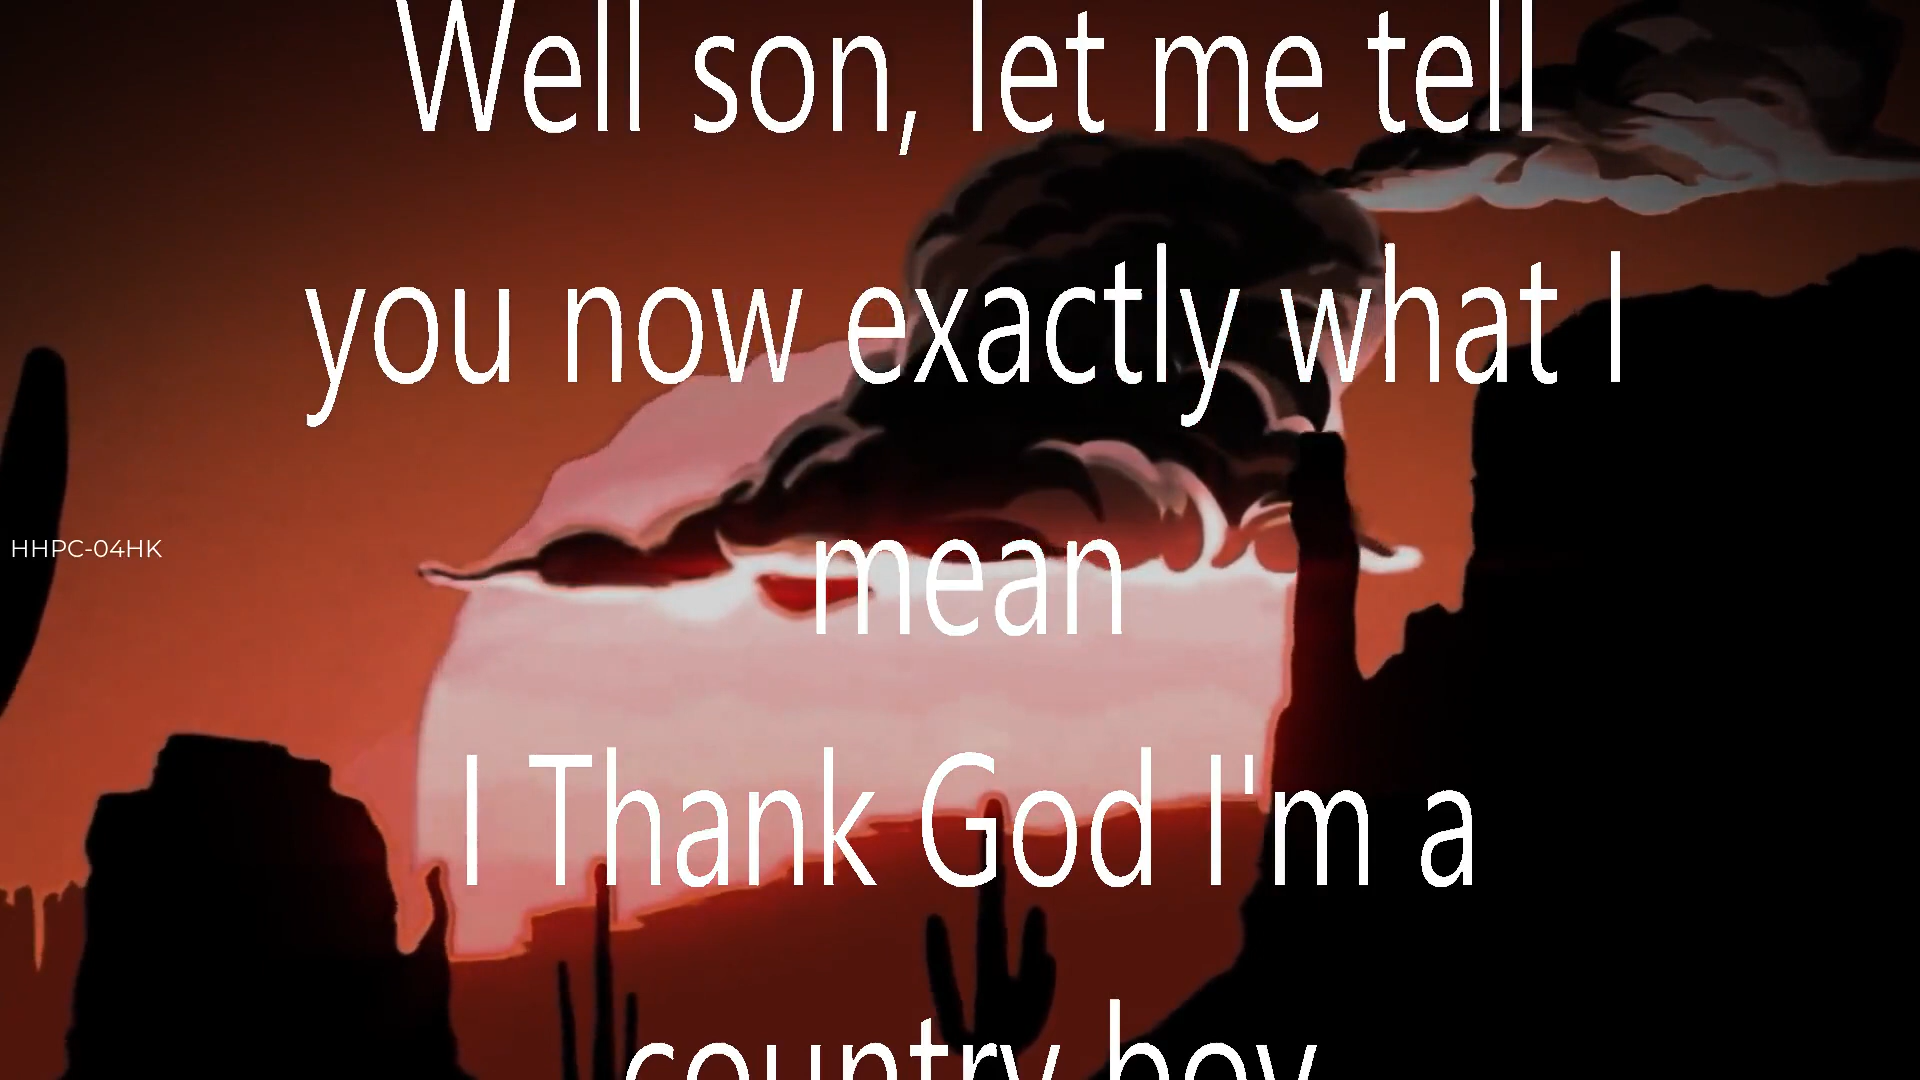 Well son, let me tell
you now exactly what I
HHPC-04HK
mean
I Thank God I'm a
country boy